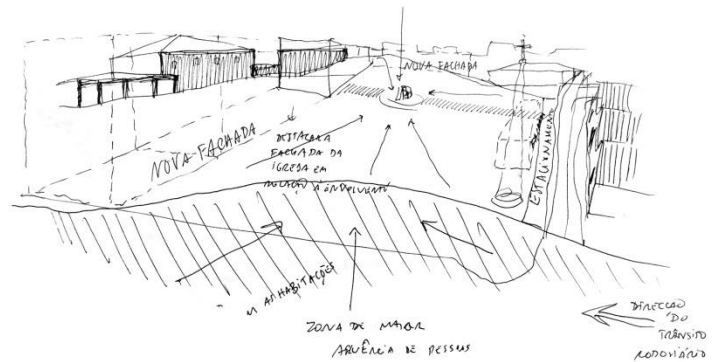 NOVA FACHADA
NOVA FACHADA
DESTACAR A
FACHADA DA
IGREJA EM
RELAÇÃO À ENVOLVENTE
ESTACIONAMENTO
HABITAÇÕES
ZONA DE MAIOR
AFLUÊNCIA DE PESSOAS
DIRECÇÃO
DO
TRÂNSITO
RODOVIÁRIO